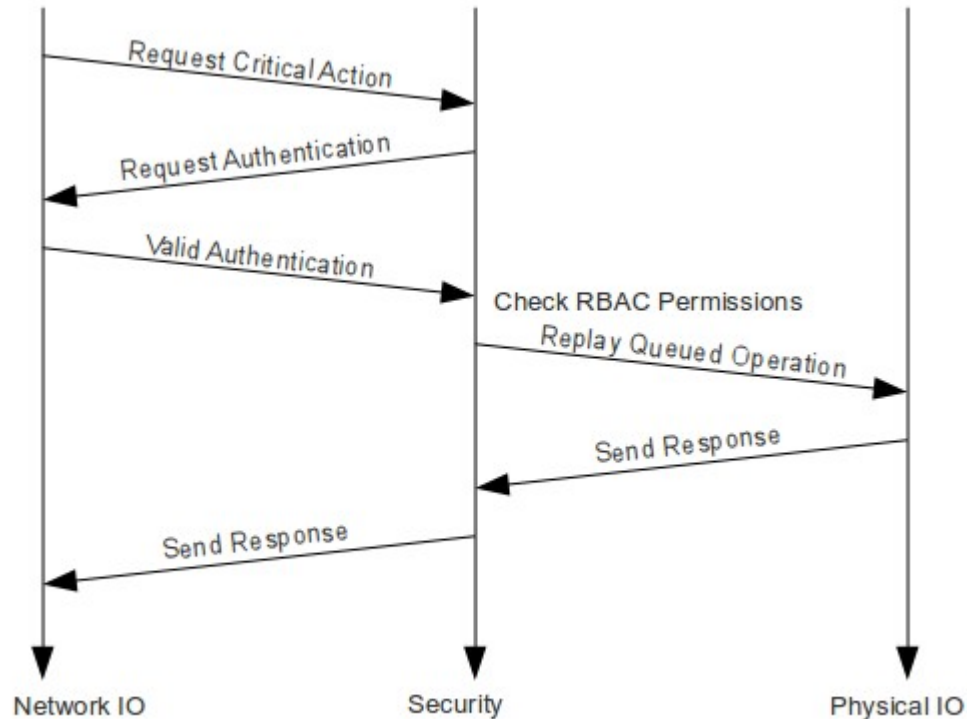 Request Critical Action
Request Authentication
Valid Authentication
Check RBAC Permissions
Replay Queued Operation
Send Response
Send Response
Network IO
Security
Physical IO